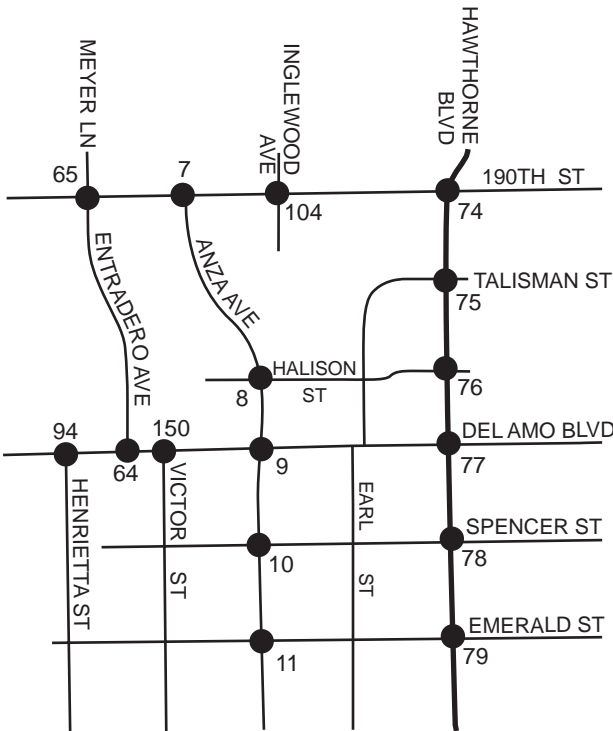 MEYER LN
INGLEWOOD
AVE
HAWTHORNE
BLVD
65
7
104
190TH ST
74
ENTRADERO AVE
ANZA AVE
TALISMAN ST
75
HALISON
ST
8
76
94
150
DEL AMO BLVD
64
9
77
HENRIETTA ST
VICTOR
ST
EARL
ST
SPENCER ST
10
78
EMERALD ST
11
79